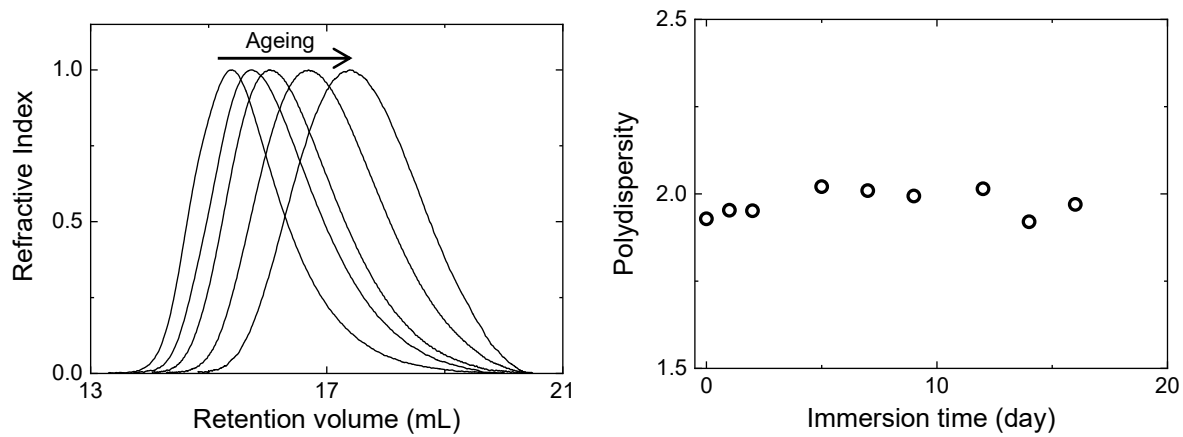 Ageing
1.0
0.5
0.0
Refractive Index
13
17
21
Retention volume (mL)
2.5
2.0
1.5
Polydispersity
0
10
20
Immersion time (day)